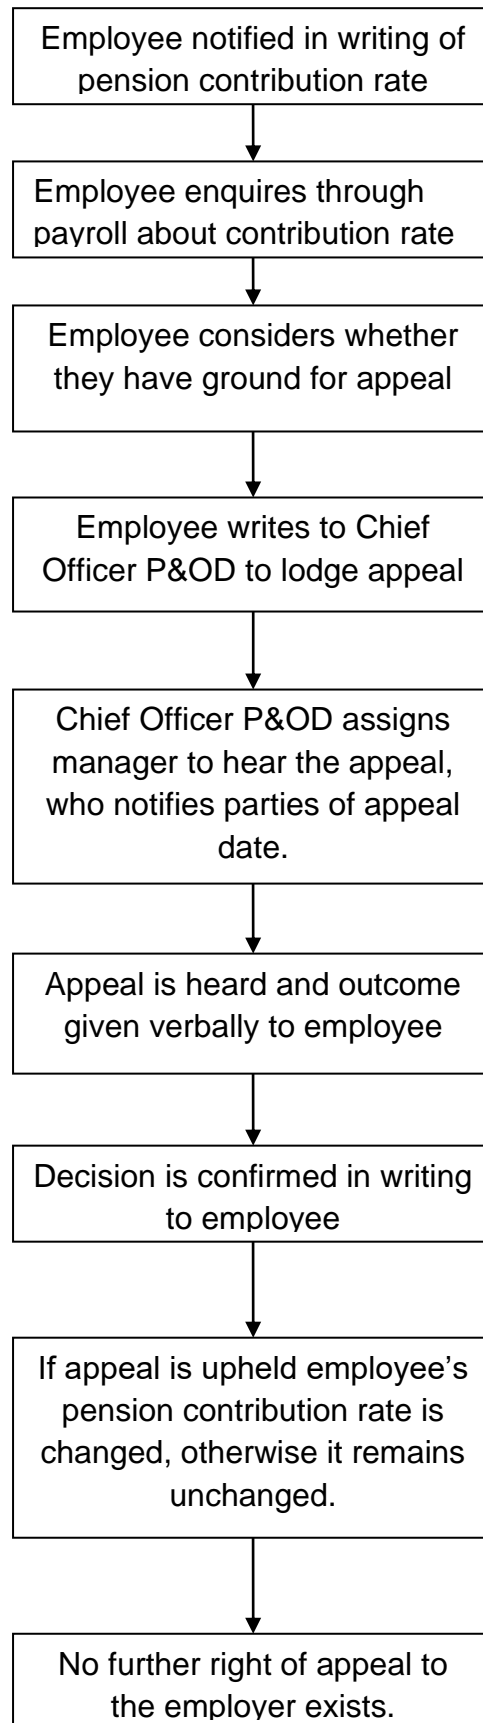 Employee notified in writing of
pension contribution rate
Employee enquires through
payroll about contribution rate
Employee considers whether
they have ground for appeal
Employee writes to Chief
Officer P&OD to lodge appeal
Chief Officer P&OD assigns
manager to hear the appeal,
who notifies parties of appeal
date.
Appeal is heard and outcome
given verbally to employee
Decision is confirmed in writing
to employee
If appeal is upheld employee’s
pension contribution rate is
changed, otherwise it remains
unchanged.
No further right of appeal to
the employer exists.